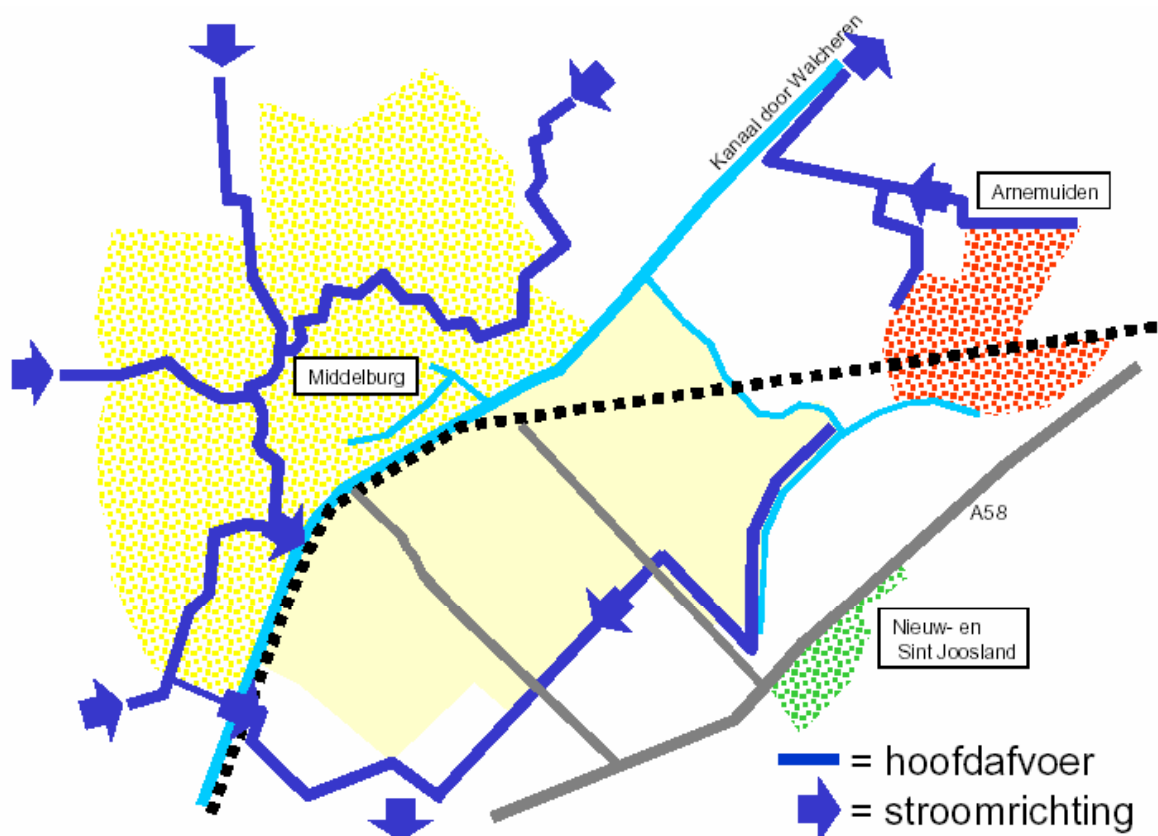 Kanaal door Walcheren
Arnemuiden
Middelburg
A58
Nieuw- en
Sint Joosland
= hoofdafvoer
= stroomrichting